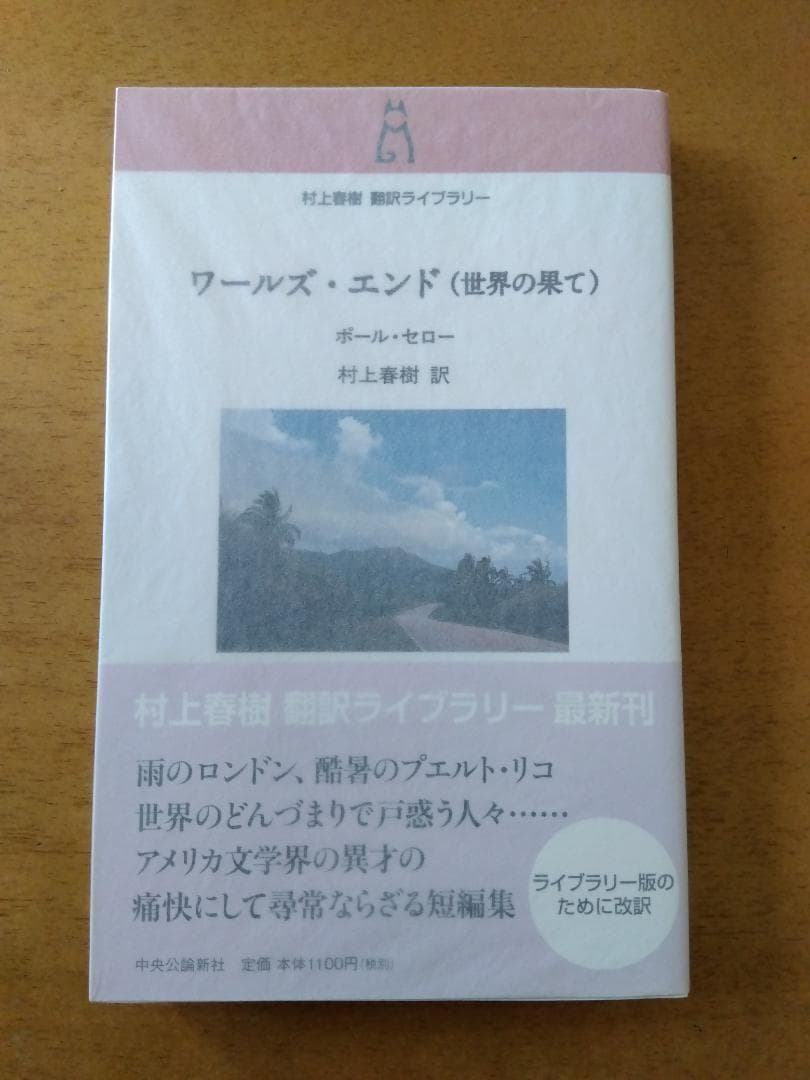 村上春樹 翻訳ライブラリー
ワールズ・エンド(世界の果て)
ポール・セロー
村上春樹 訳
村上春樹 翻訳ライブラリー 最新刊
雨のロンドン、酷暑のプエルト・リコ
世界のどんづまりで戸惑う人々……
アメリカ文学界の異才の
痛快にして尋常ならざる短編集
ライブラリー版の
ために改訳
中央公論新社 定価 本体1100円(税別)